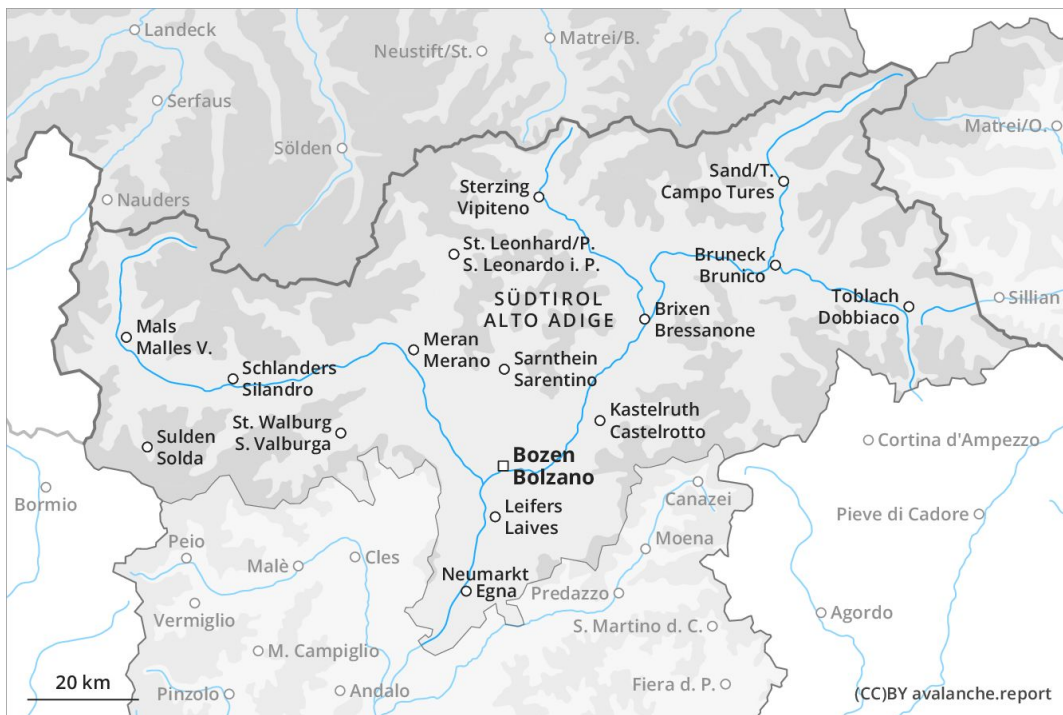 Landeck
Matrei/B.
Neustift/St.
Serfaus
Matrei/O.
Sölden
Sand/T.
Campo Tures
Sterzing
Vipiteno
Nauders
St. Leonhard/P.
S. Leonardo i. P.
Bruneck
Brunico
SÜDTIROL
ALTO ADIGE
Toblach
Dobbiaco
Sillian
Brixen
Bressanone
Mals
Malles V.
Meran
Merano
Sarnthein
Sarentino
Schlanders
Silandro
Kastelruth
Castelrotto
St. Walburg
S. Valburga
Sulden
Solda
Cortina d'Ampezzo
Bozen
Bolzano
Canazei
Bormio
Leifers
Laives
Pieve di Cadore
Moena
Peio
Cles
Malè
Neumarkt
Egna
Predazzo
Vermiglio
Agordo
S. Martino d. C.
M. Campiglio
20 km
Pinzolo
Andalo
Fiera d. P.
(CC)BY avalanche.report